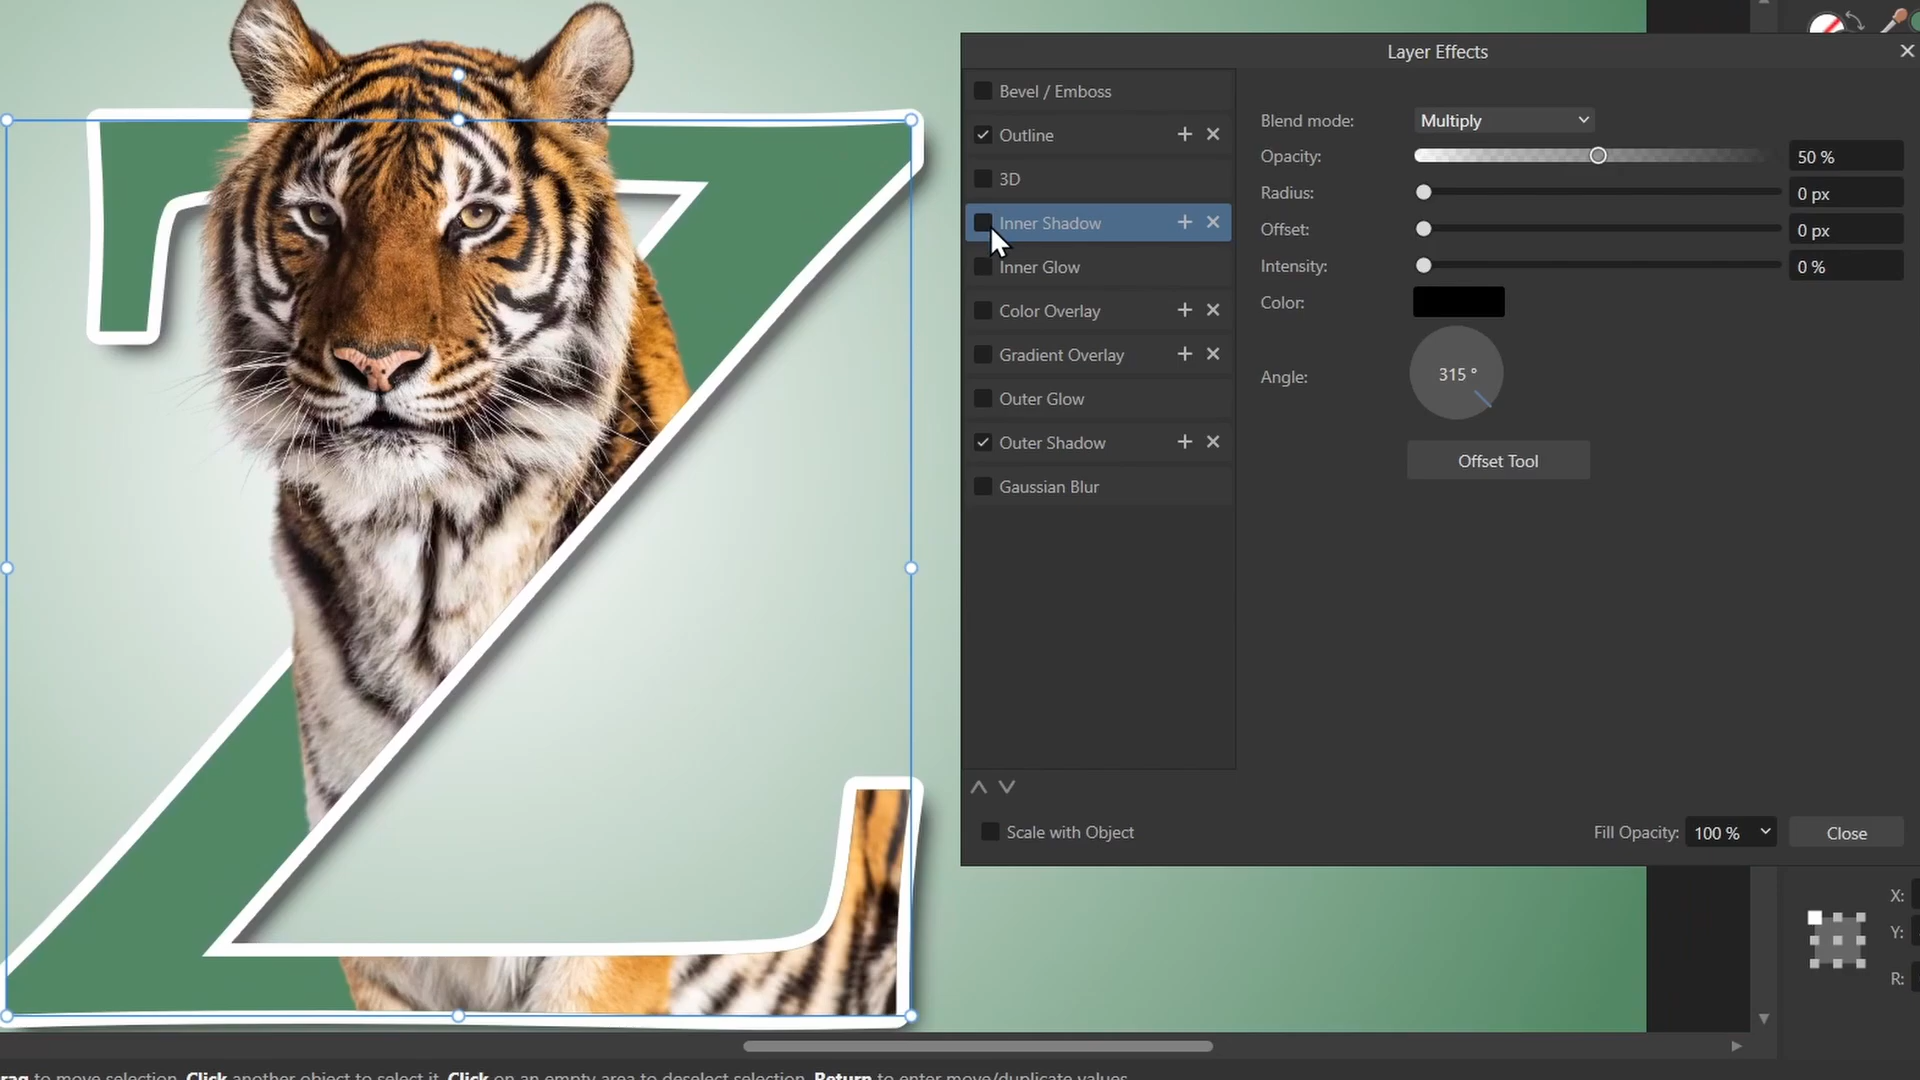 Layer Effects
Bevel / Emboss
Outline
3D
Inner Shadow
Inner Glow
Color Overlay
Gradient Overlay
Outer Glow
Outer Shadow
Gaussian Blur
Blend mode: Multiply
Opacity: 50 %
Radius: 0 px
Offset: 0 px
Intensity: 0 %
Color:
Angle: 315 °
Offset Tool
Scale with Object
Fill Opacity: 100 %
Close
X:
Y:
R:
Z
to move selection. Click another object to select it. Click on an empty area to deselect selection. Return to enter move/duplicate values.